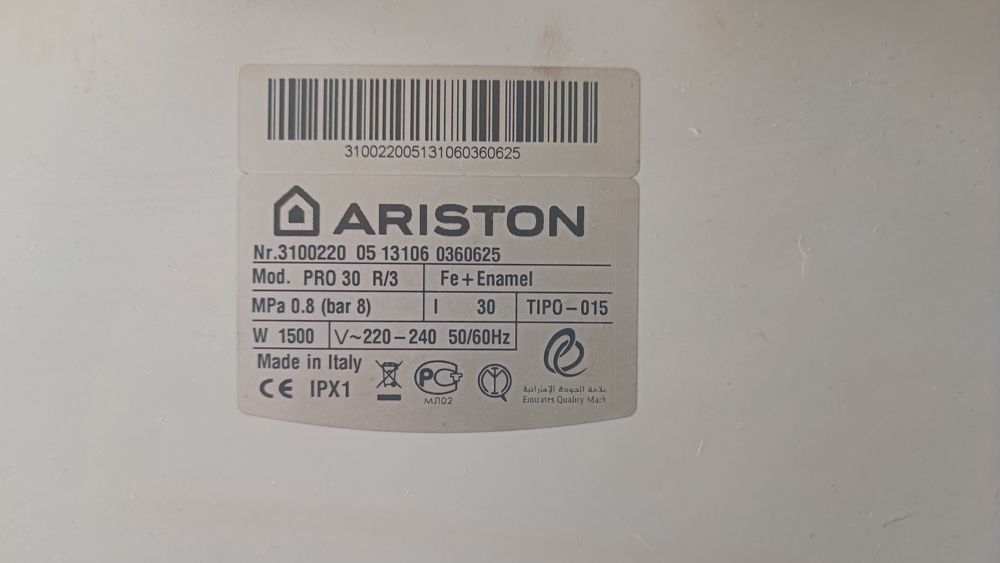 310022005131060360625
ARISTON
Nr.3100220 05 13106 0360625
Mod. PRO 30 R/3 Fe+Enamel
MPa 0.8 (bar 8) l 30 TIPO-015
W 1500 V~220-240 50/60Hz
Made in Italy
CE IPX1
РСТ
МЛ02
علامة الجودة الإماراتية
Emirates Quality Mark